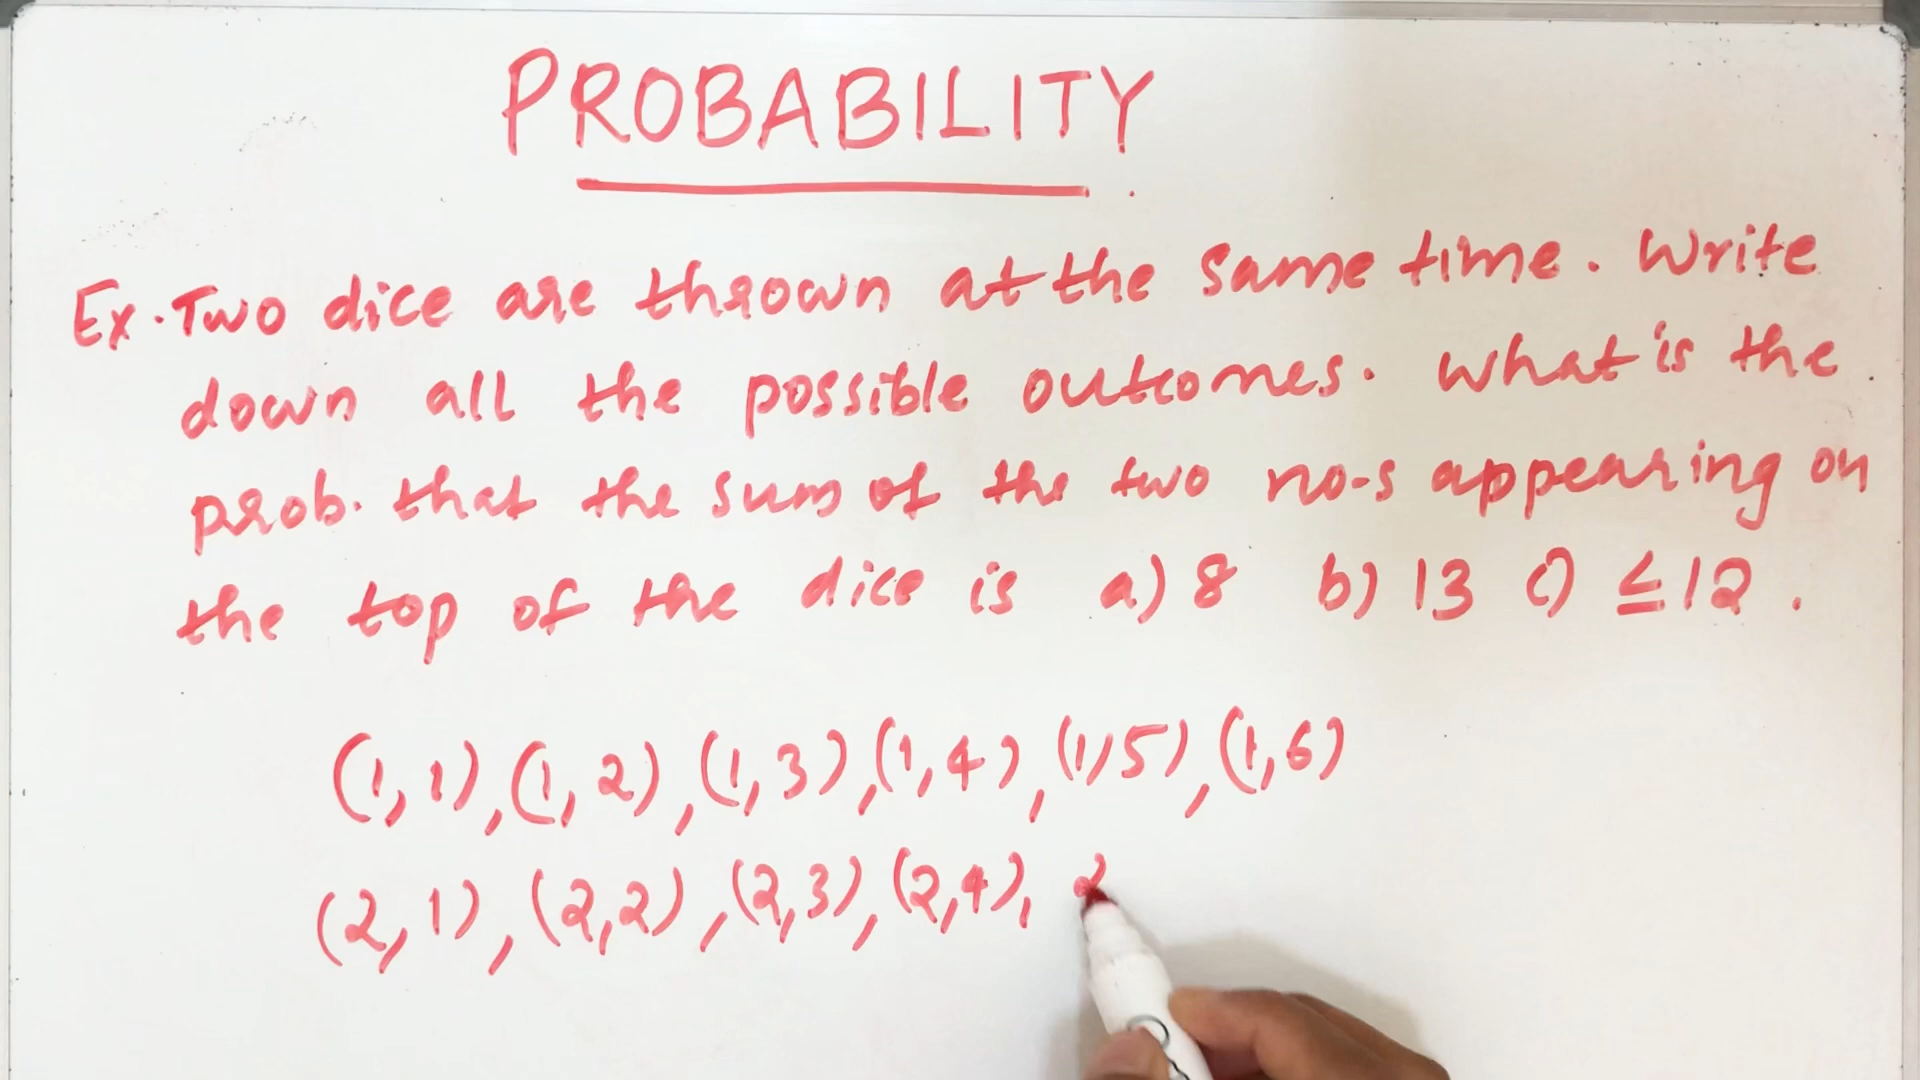 PROBABILITY
Ex. Two dice are thrown at the same time. Write
down all the possible outcomes. What is the
prob. that the sum of the two no-s appearing on
the top of the dice is a) 8 b) 13 c) ≤ 12 .
(1, 1), (1, 2), (1, 3), (1, 4), (1, 5), (1, 6)
(2, 1), (2, 2), (2, 3), (2, 4), 2